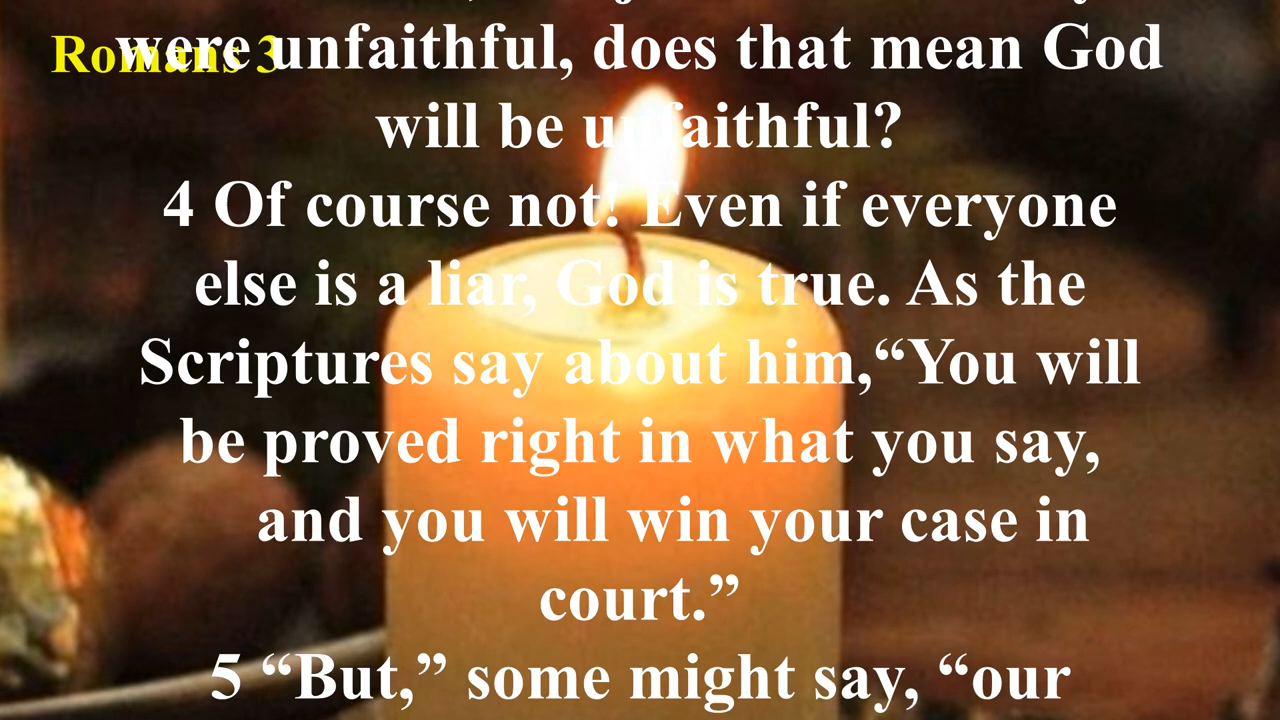 Romans 3
were unfaithful, does that mean God
will be unfaithful?
4 Of course not! Even if everyone
else is a liar, God is true. As the
Scriptures say about him,“You will
be proved right in what you say,
and you will win your case in
court.”
5 “But,” some might say, “our